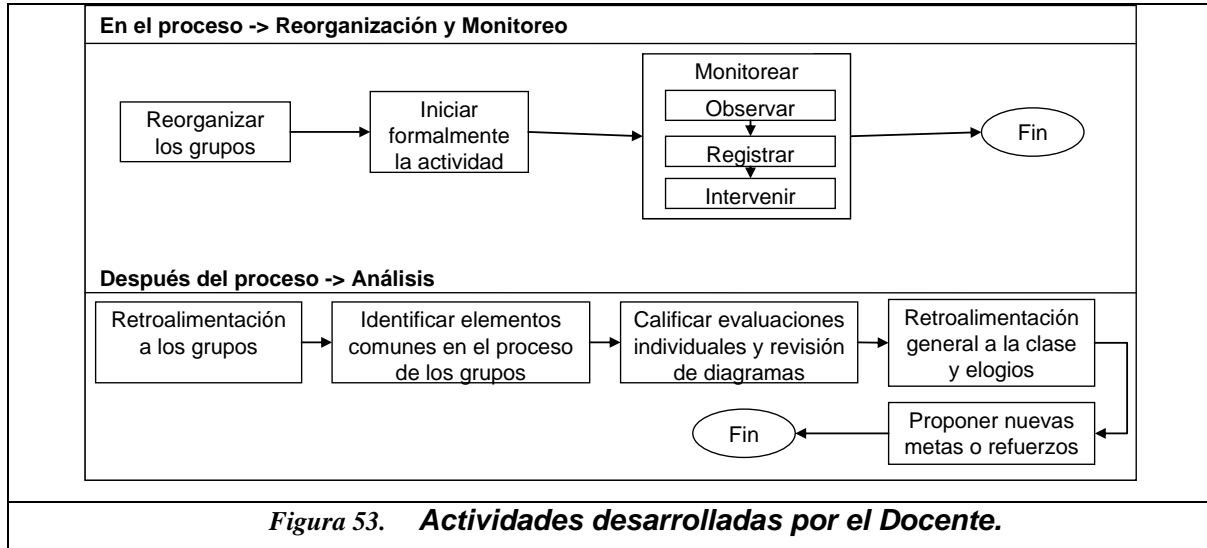 En el proceso -> Reorganización y Monitoreo
Reorganizar
los grupos
Iniciar
formalmente
la actividad
Monitorear
Observar
Registrar
Intervenir
Fin
Después del proceso -> Análisis
Retroalimentación
a los grupos
Identificar elementos
comunes en el proceso
de los grupos
Calificar evaluaciones
individuales y revisión
de diagramas
Retroalimentación
general a la clase
y elogios
Proponer nuevas
metas o refuerzos
Fin
Figura 53. Actividades desarrolladas por el Docente.